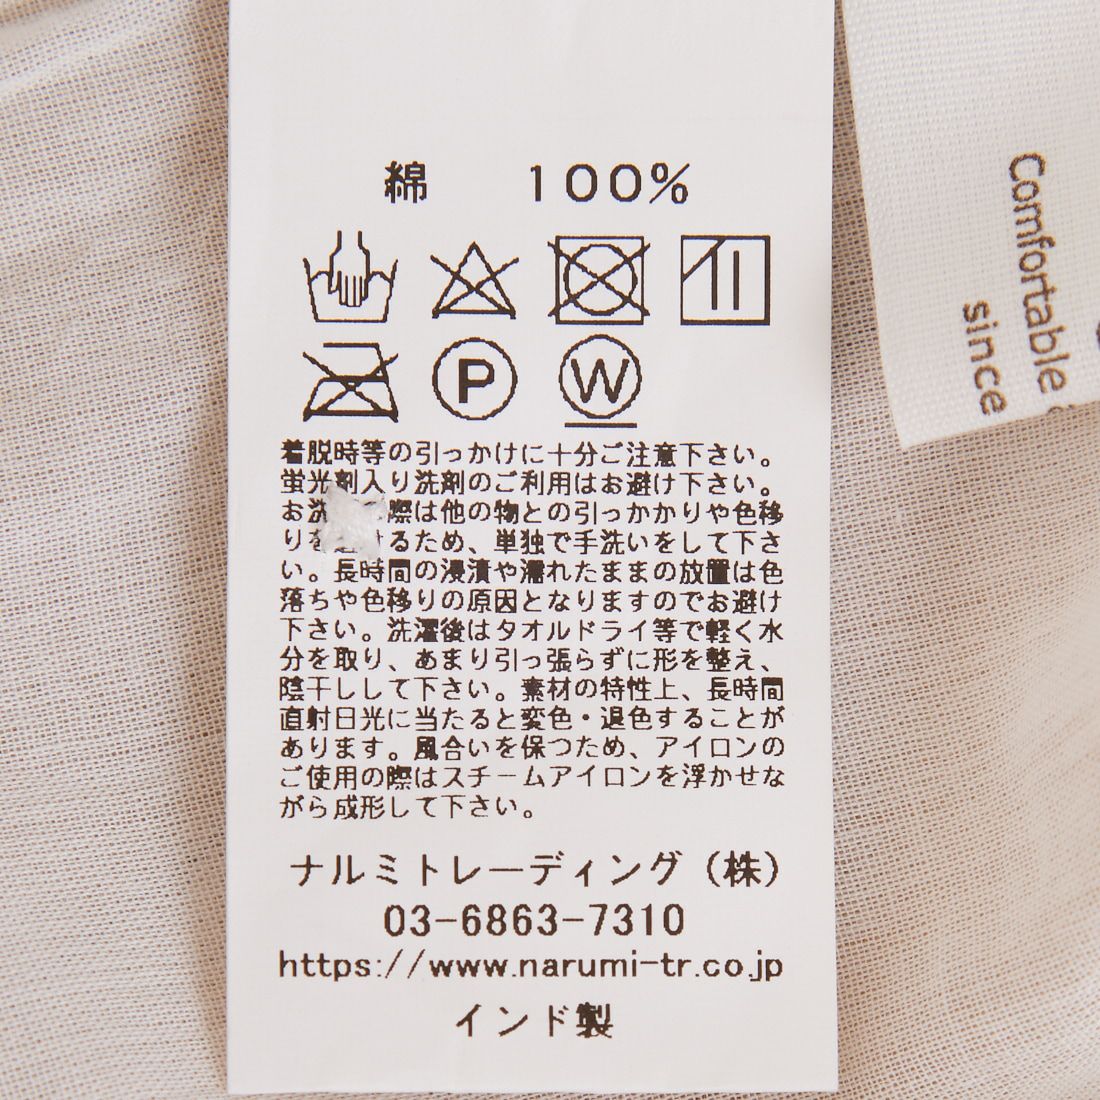 綿 100%
P W
着脱時等の引っかけに十分ご注意下さい。
蛍光剤入り洗剤のご利用はお避け下さい。
お洗 際は他の物との引っかかりや色移
りを避けるため、単独で手洗いをして下さ
い。長時間の浸漬や濡れたままの放置は色
落ちや色移りの原因となりますのでお避け
下さい。洗濯後はタオルドライ等で軽く水
分を取り、あまり引っ張らずに形を整え、
陰干しして下さい。素材の特性上、長時間
直射日光に当たると変色・退色することが
あります。風合いを保つため、アイロンの
ご使用の際はスチームアイロンを浮かせな
がら成形して下さい。
ナルミトレーディング(株)
03-6863-7310
https://www.narumi-tr.co.jp
インド製
Comfortable
since